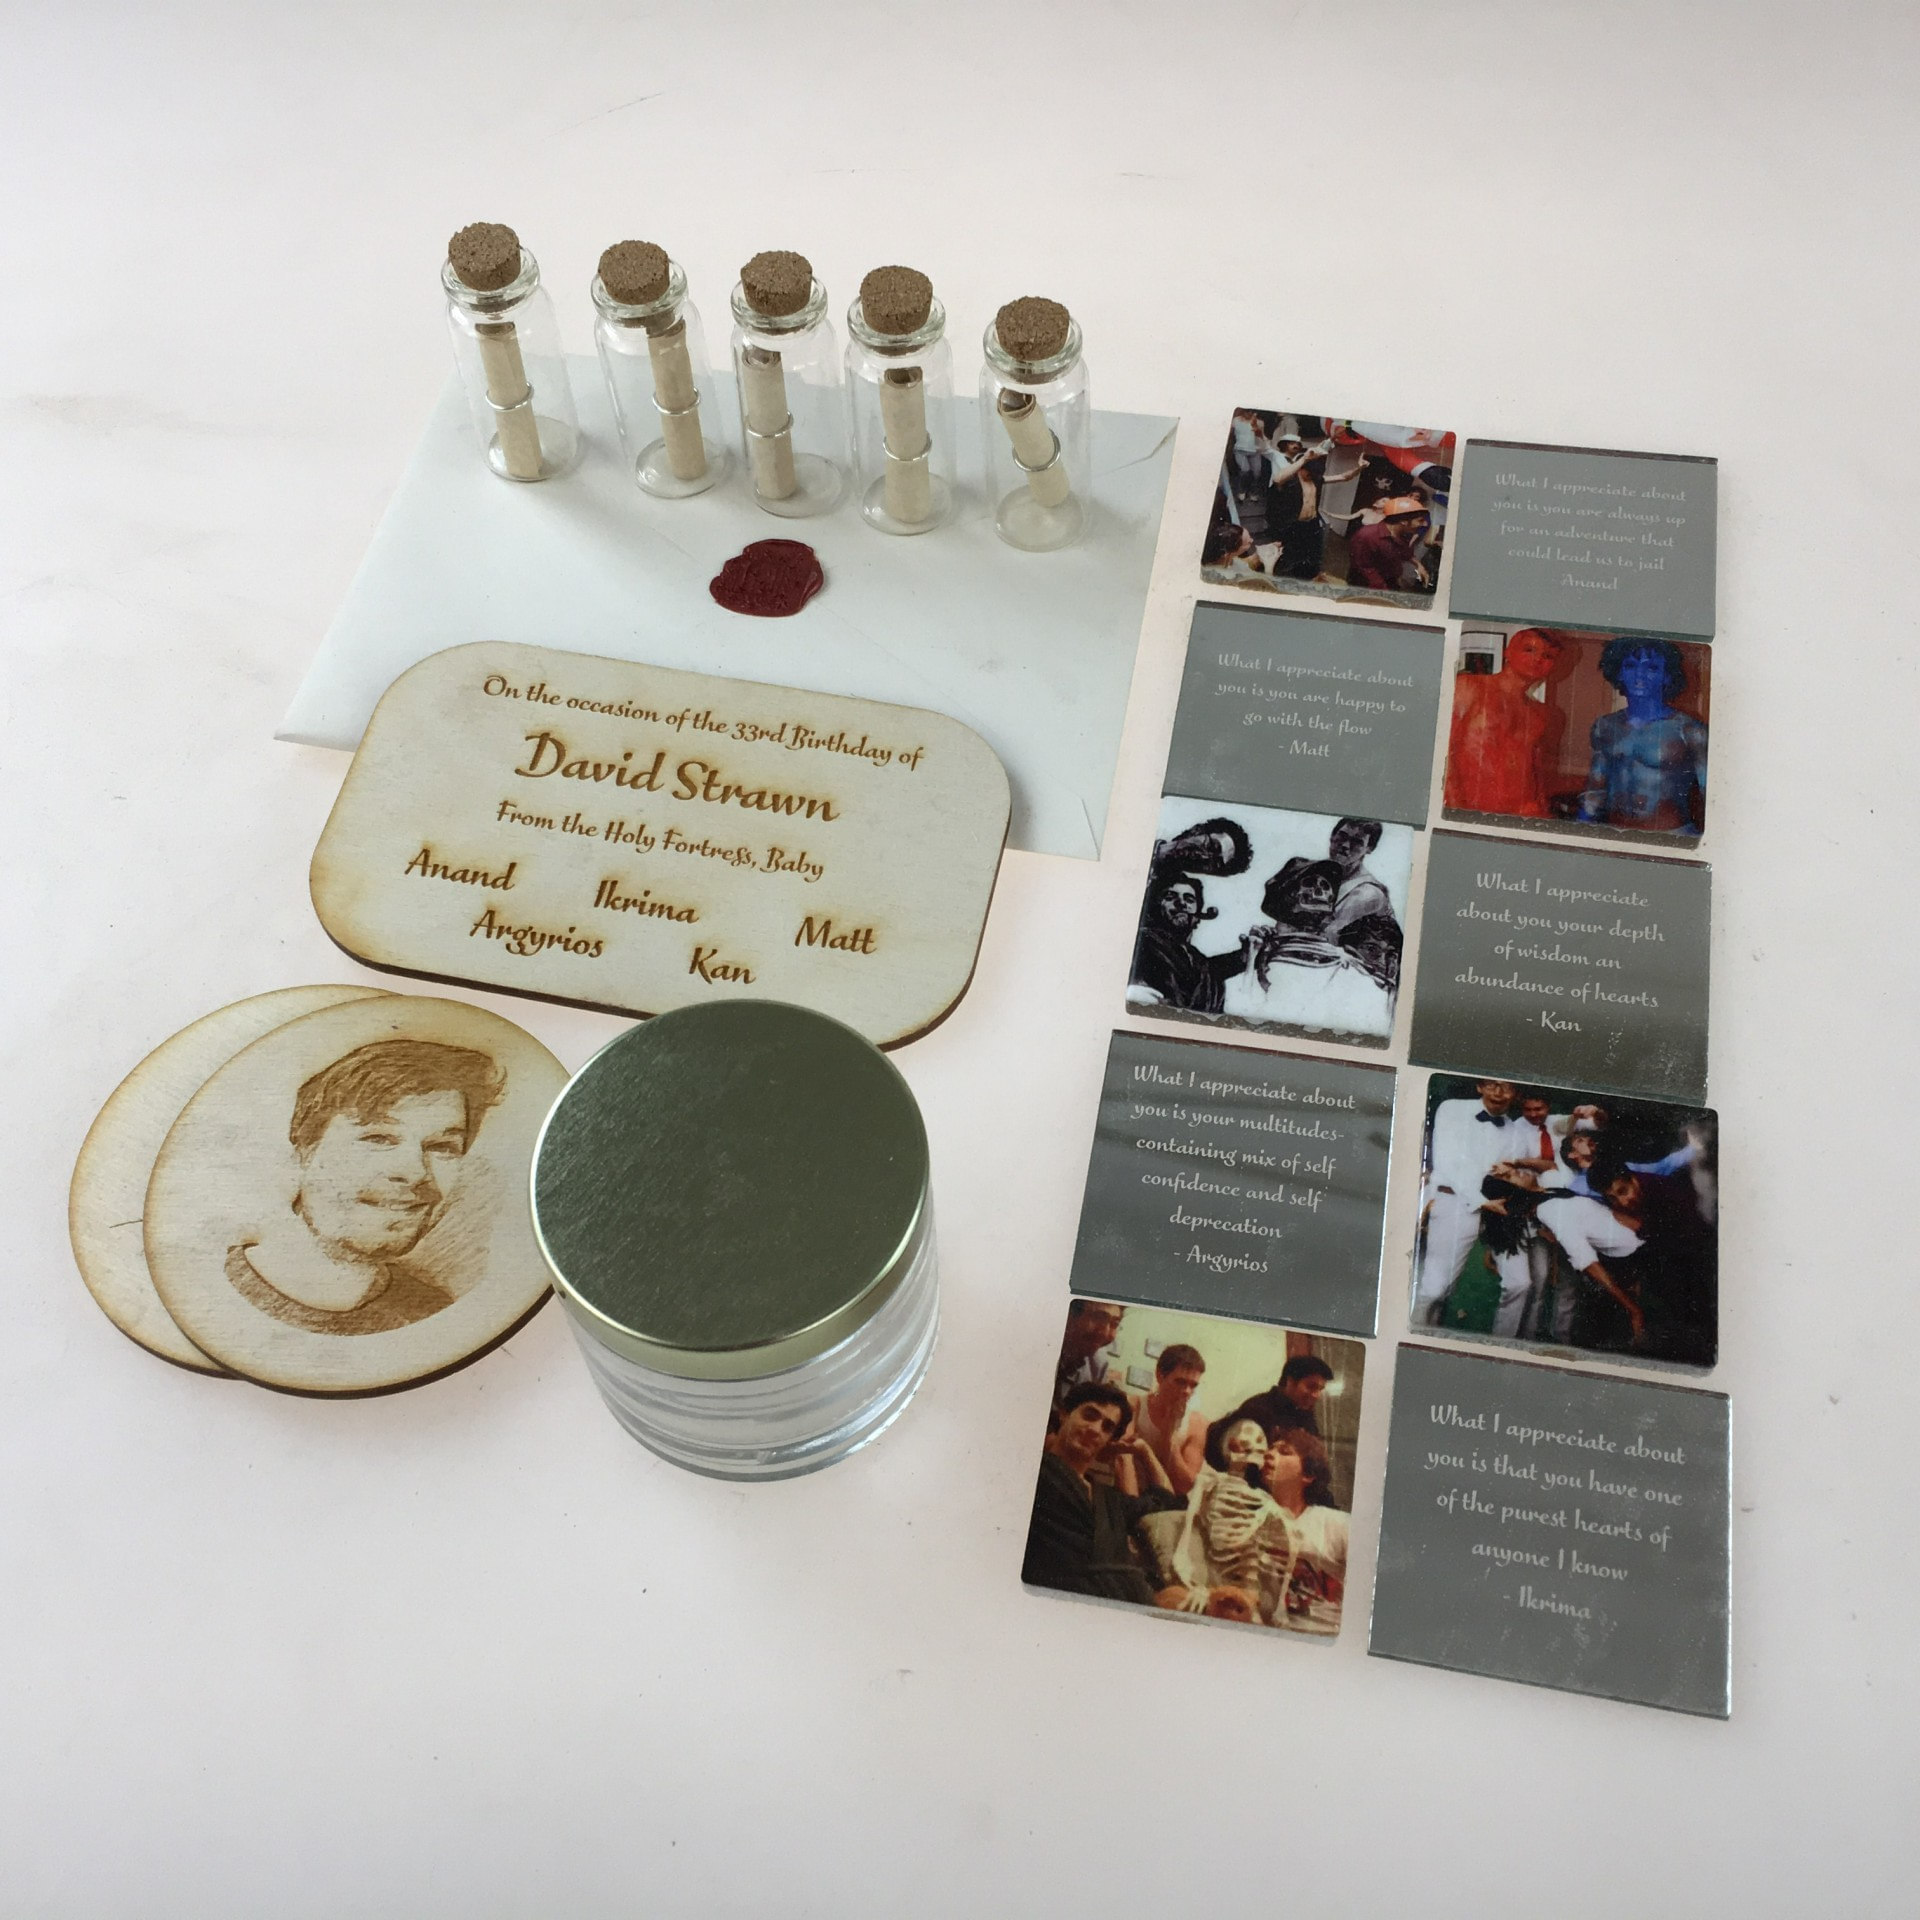 On the occasion of the 33rd Birthday of
David Strawn
From the Holy Fortress, Baby
Anand
Ikrima
Matt
Argyrios
Kan
What I appreciate about
you is you are always up
for an adventure that
could lead us to jail
Anand
What I appreciate about
you is you are happy to
go with the flow
- Matt
What I appreciate
about you your depth
of wisdom an
abundance of hearts
- Kan
What I appreciate about
you is your multitudes-
containing mix of self
confidence and self
deprecation
- Argyrios
What I appreciate about
you is that you have one
of the purest hearts of
anyone I know
- Ikrima